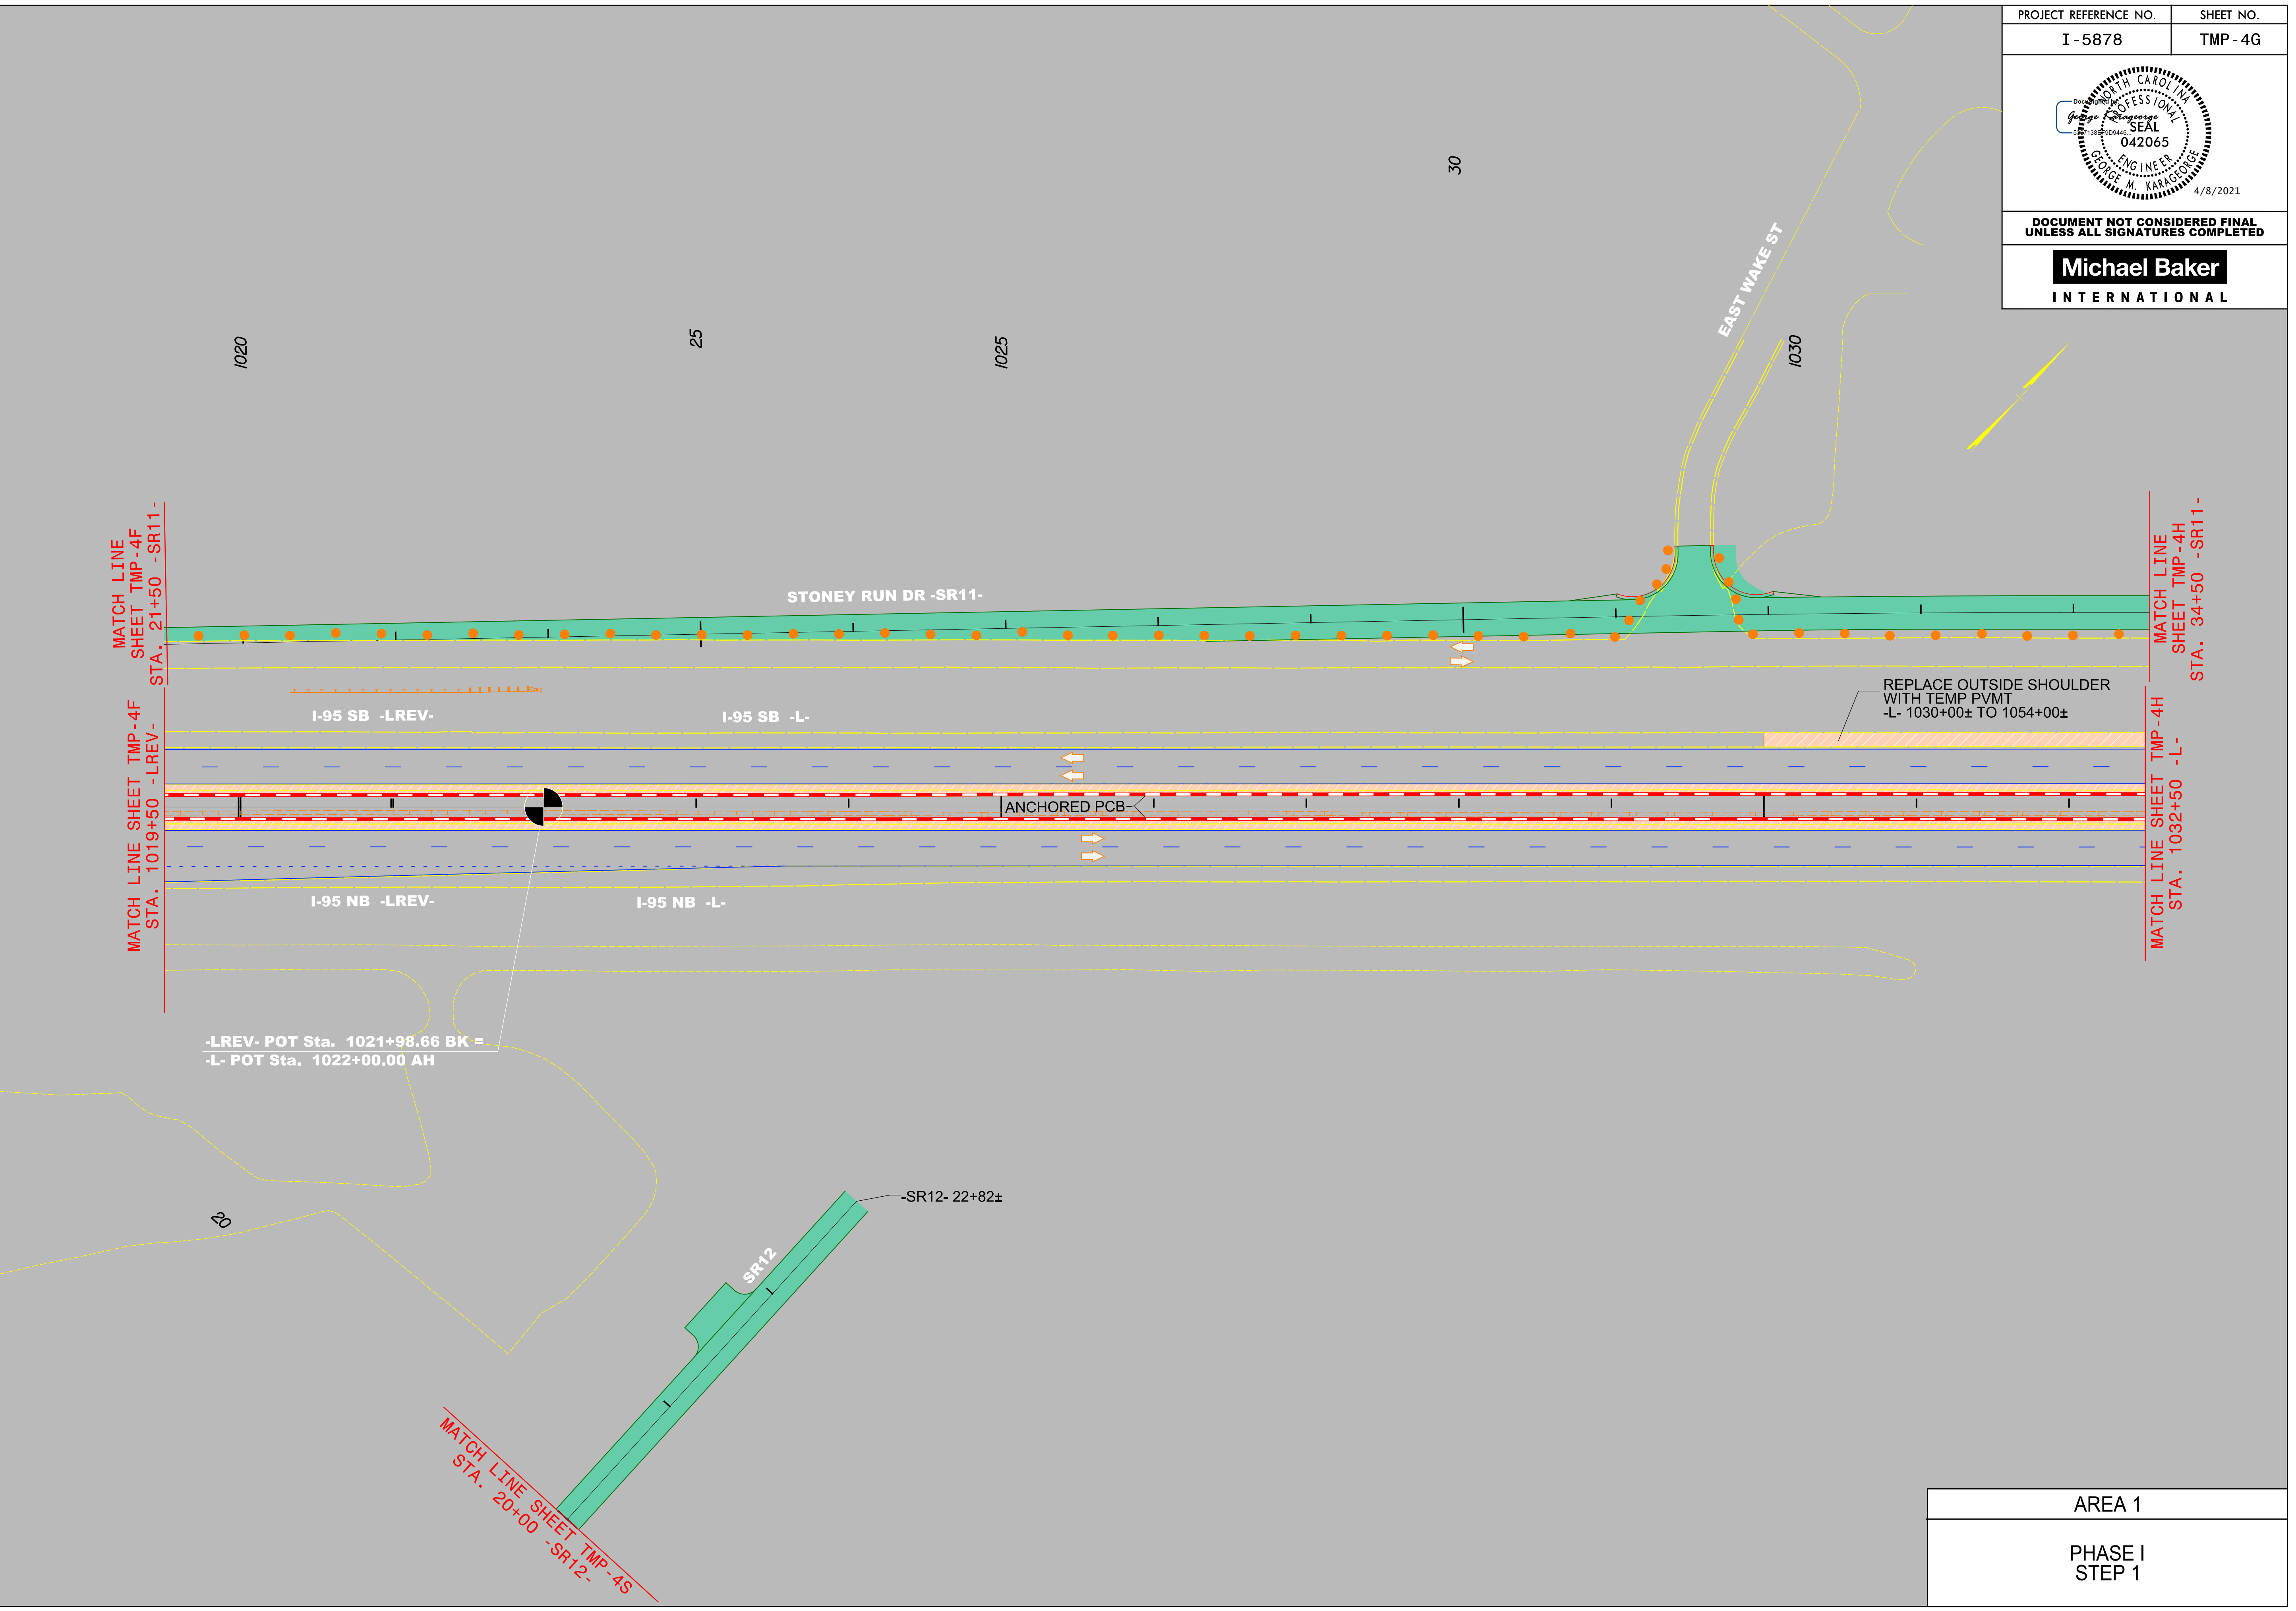 PROJECT REFERENCE NO.
SHEET NO.
I-5878
TMP-4G
NORTH CAROLINA
PROFESSIONAL
SEAL
042065
ENGINEER
GEORGE M. KARAGEORGE
George Karageorge
4/8/2021
DOCUMENT NOT CONSIDERED FINAL
UNLESS ALL SIGNATURES COMPLETED
Michael Baker
INTERNATIONAL
30
1020
25
1025
1030
EAST WAKE ST
MATCH LINE
SHEET TMP-4F
STA. 21+50 -SR11-
STONEY RUN DR -SR11-
MATCH LINE
SHEET TMP-4H
STA. 34+50 -SR11-
REPLACE OUTSIDE SHOULDER
WITH TEMP PVMT
-L- 1030+00± TO 1054+00±
I-95 SB -LREV-
I-95 SB -L-
MATCH LINE SHEET TMP-4F
STA. 1019+50 -LREV-
ANCHORED PCB
MATCH LINE SHEET TMP-4H
STA. 1032+50 -L-
I-95 NB -LREV-
I-95 NB -L-
-LREV- POT Sta. 1021+98.66 BK =
-L- POT Sta. 1022+00.00 AH
20
-SR12- 22+82±
SR12
MATCH LINE SHEET TMP-4S
STA. 20+00 -SR12-
AREA 1
PHASE I
STEP 1